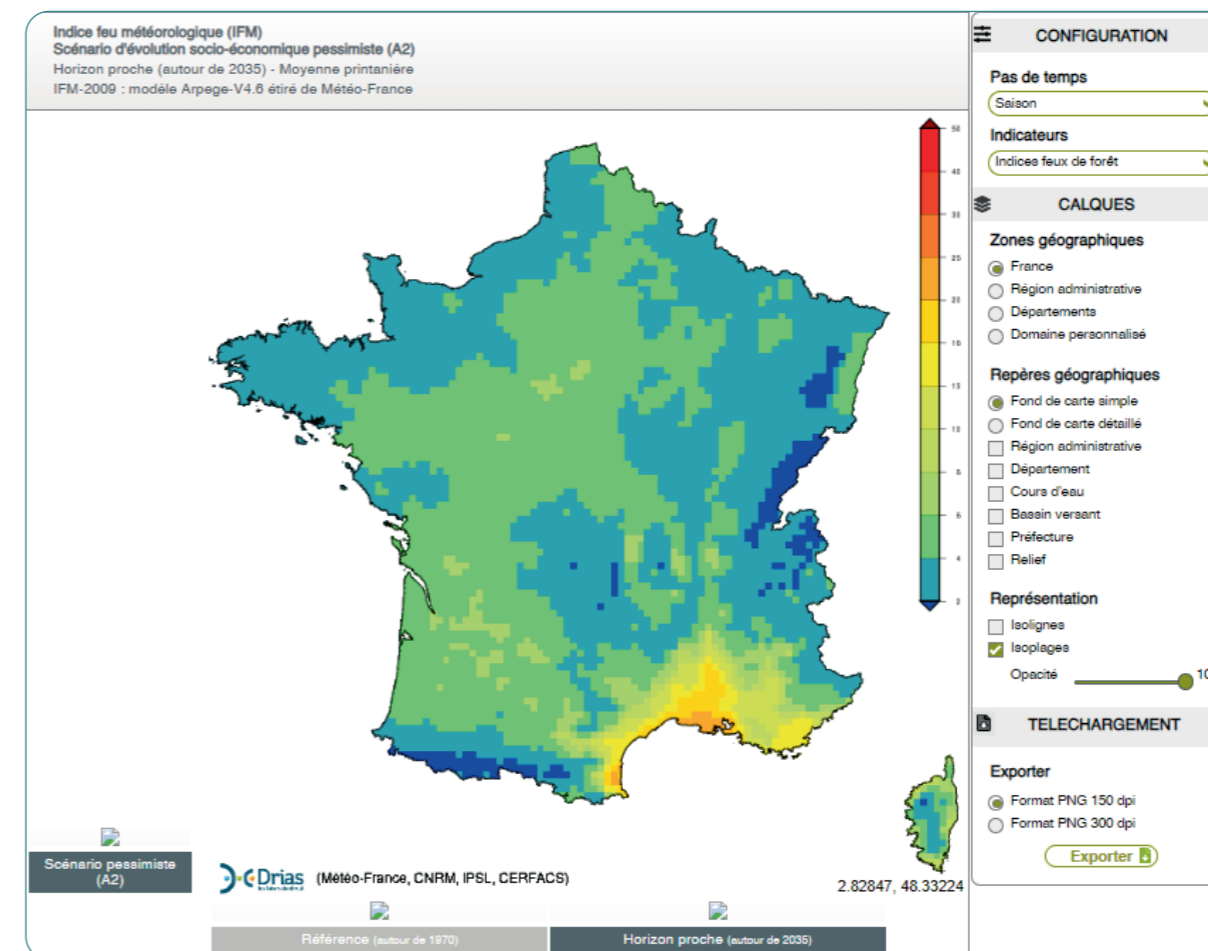 Indice feu météorologique (IFM)
Scénario d'évolution socio-économique pessimiste (A2)
Horizon proche (autour de 2035) - Moyenne printanière
IFM-2009 : modèle Arpege-V4.6 étiré de Météo-France
50
40
25
20
16
13
10
8
6
4
2
Scénario pessimiste
(A2)
Drias
(Météo-France, CNRM, IPSL, CERFACS)
2.82847, 48.33224
Référence (autour de 1970)
Horizon proche (autour de 2035)
CONFIGURATION
Pas de temps
Saison
Indicateurs
Indices feux de forêt
CALQUES
Zones géographiques
France
Région administrative
Départements
Domaine personnalisé
Repères géographiques
Fond de carte simple
Fond de carte détaillé
Région administrative
Département
Cours d'eau
Bassin versant
Préfecture
Relief
Représentation
Isolignes
Isoplages
Opacité
10
TELECHARGEMENT
Exporter
Format PNG 150 dpi
Format PNG 300 dpi
Exporter